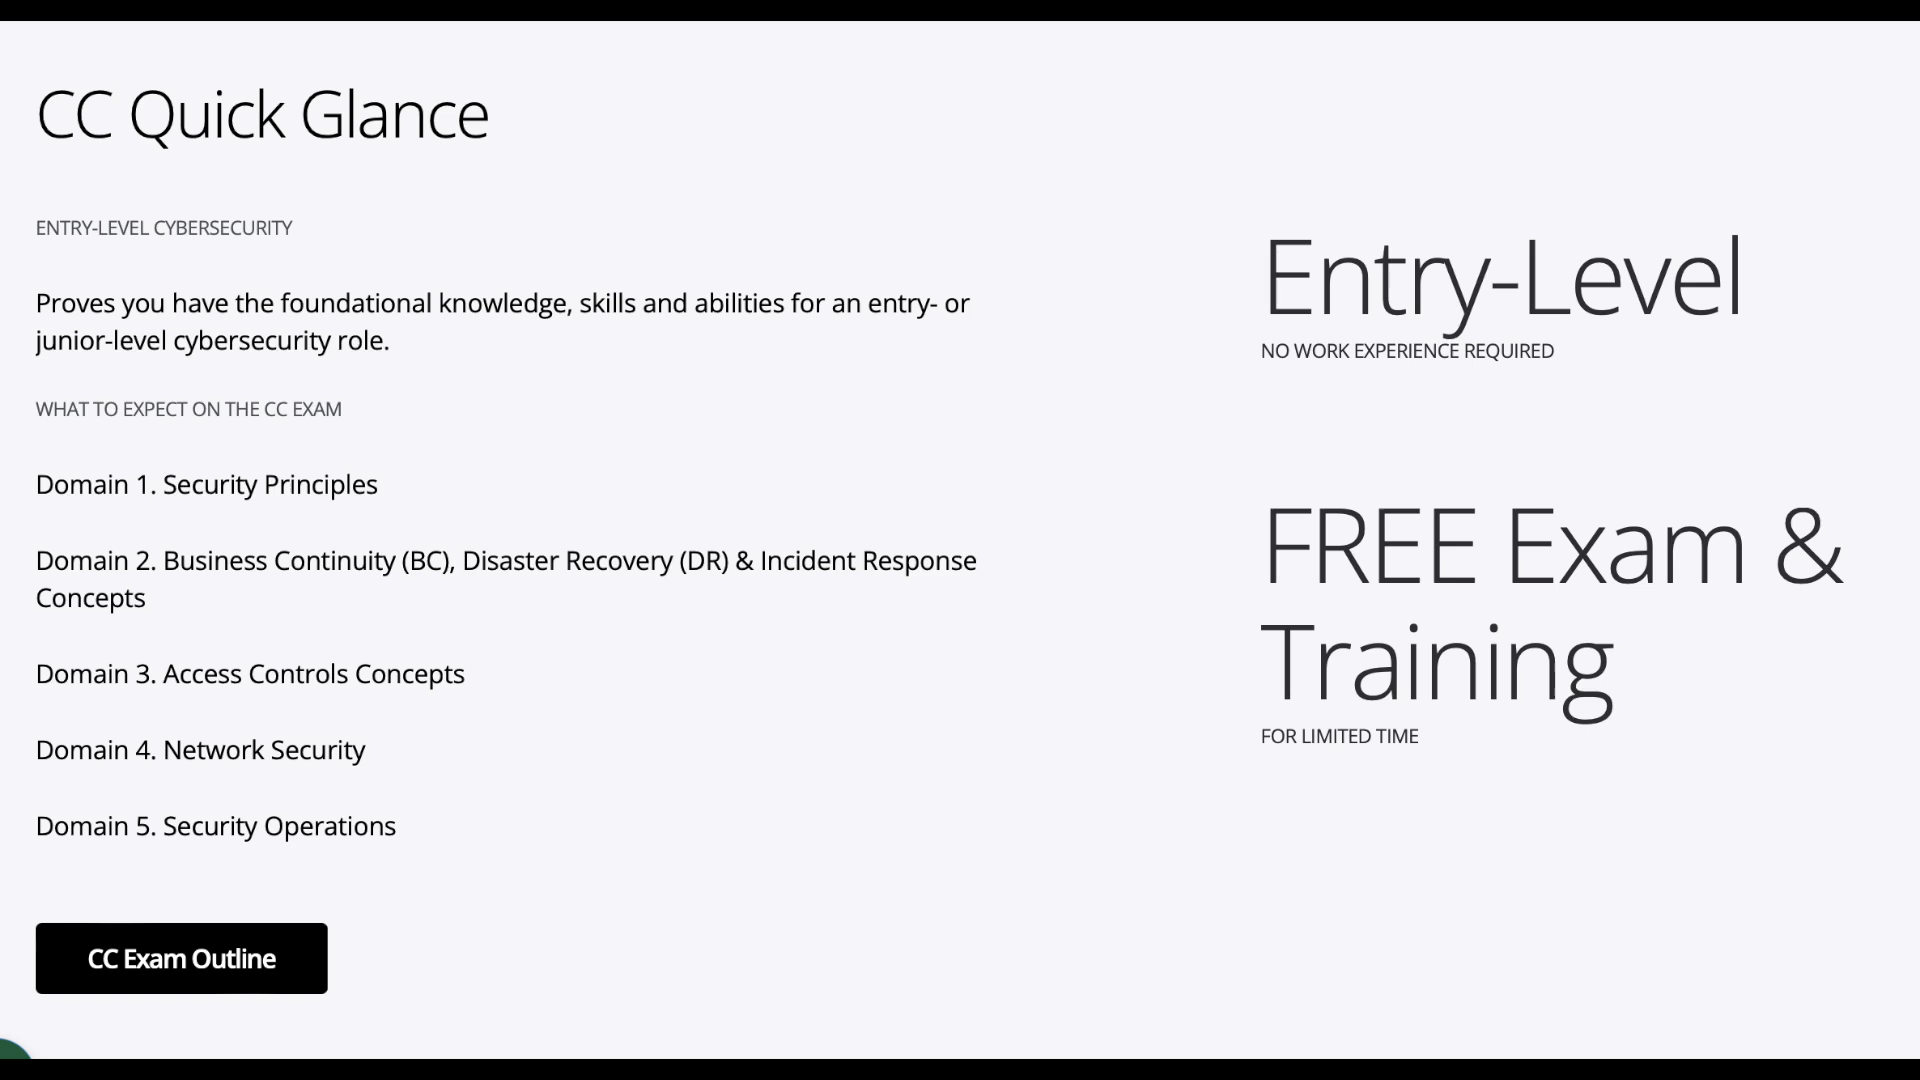 CC Quick Glance
ENTRY-LEVEL CYBERSECURITY
Proves you have the foundational knowledge, skills and abilities for an entry- or
junior-level cybersecurity role.
WHAT TO EXPECT ON THE CC EXAM
Domain 1. Security Principles
Domain 2. Business Continuity (BC), Disaster Recovery (DR) & Incident Response
Concepts
Domain 3. Access Controls Concepts
Domain 4. Network Security
Domain 5. Security Operations
CC Exam Outline
Entry-Level
NO WORK EXPERIENCE REQUIRED
FREE Exam &
Training
FOR LIMITED TIME